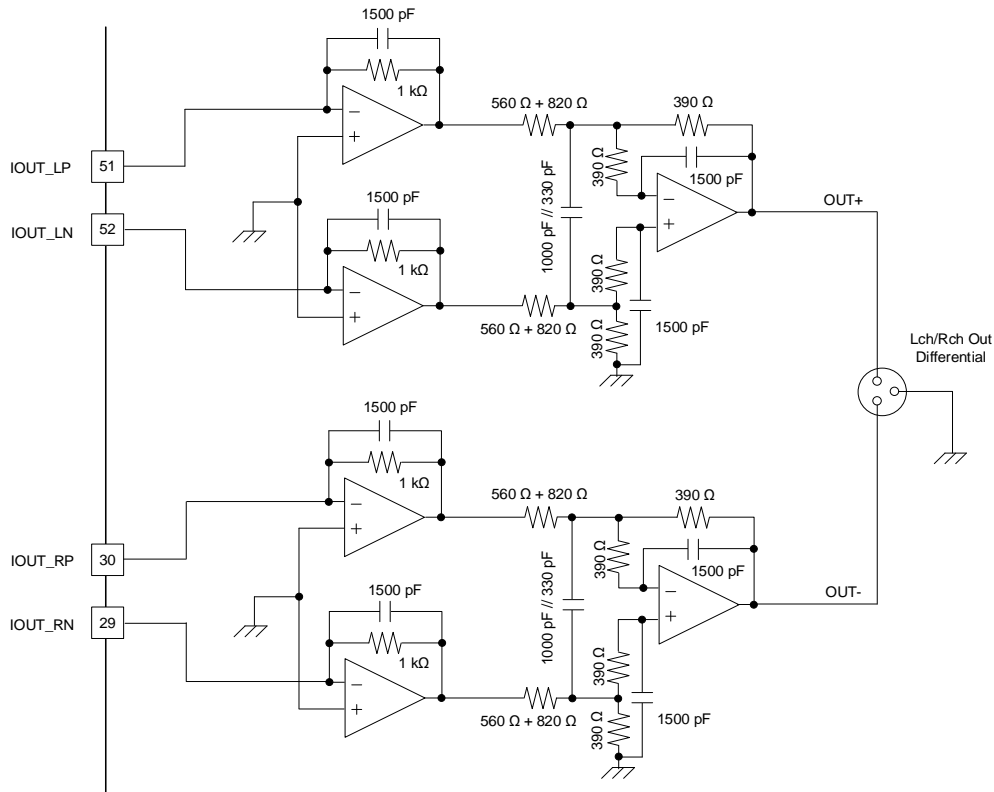 1500 pF
1 kΩ
560 Ω + 820 Ω
390 Ω
IOUT_LP
51
390 Ω
1500 pF
OUT+
1500 pF
1000 pF // 330 pF
IOUT_LN
52
1 kΩ
390 Ω
560 Ω + 820 Ω
1500 pF
390 Ω
Lch/Rch Out
Differential
1500 pF
1 kΩ
560 Ω + 820 Ω
390 Ω
IOUT_RP
30
390 Ω
1500 pF
OUT-
1500 pF
1000 pF // 330 pF
IOUT_RN
29
1 kΩ
390 Ω
560 Ω + 820 Ω
1500 pF
390 Ω